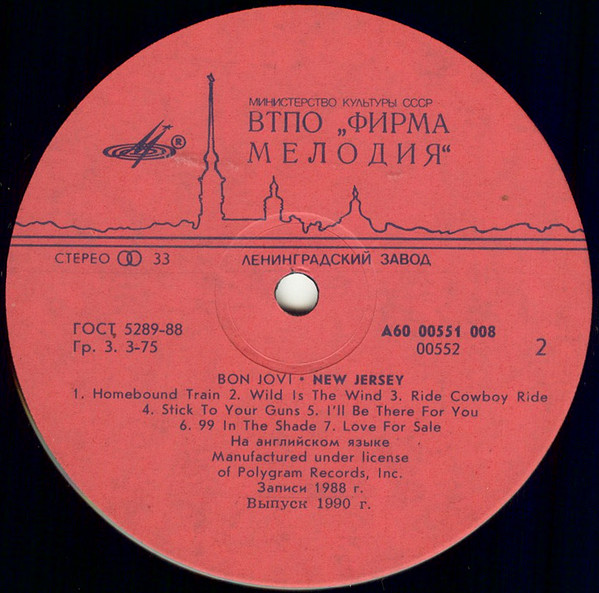 МИНИСТЕРСТВО КУЛЬТУРЫ СССР
ВТПО „ФИРМА
МЕЛОДИЯ“
®
СТЕРЕО 33
ЛЕНИНГРАДСКИЙ ЗАВОД
ГОСТ 5289-88
Гр. 3. 3-75
А60 00551 008
00552
2
BON JOVI • NEW JERSEY
1. Homebound Train 2. Wild Is The Wind 3. Ride Cowboy Ride
4. Stick To Your Guns 5. I'll Be There For You
6. 99 In The Shade 7. Love For Sale
На английском языке
Manufactured under license
of Polygram Records, Inc.
Записи 1988 г.
Выпуск 1990 г.